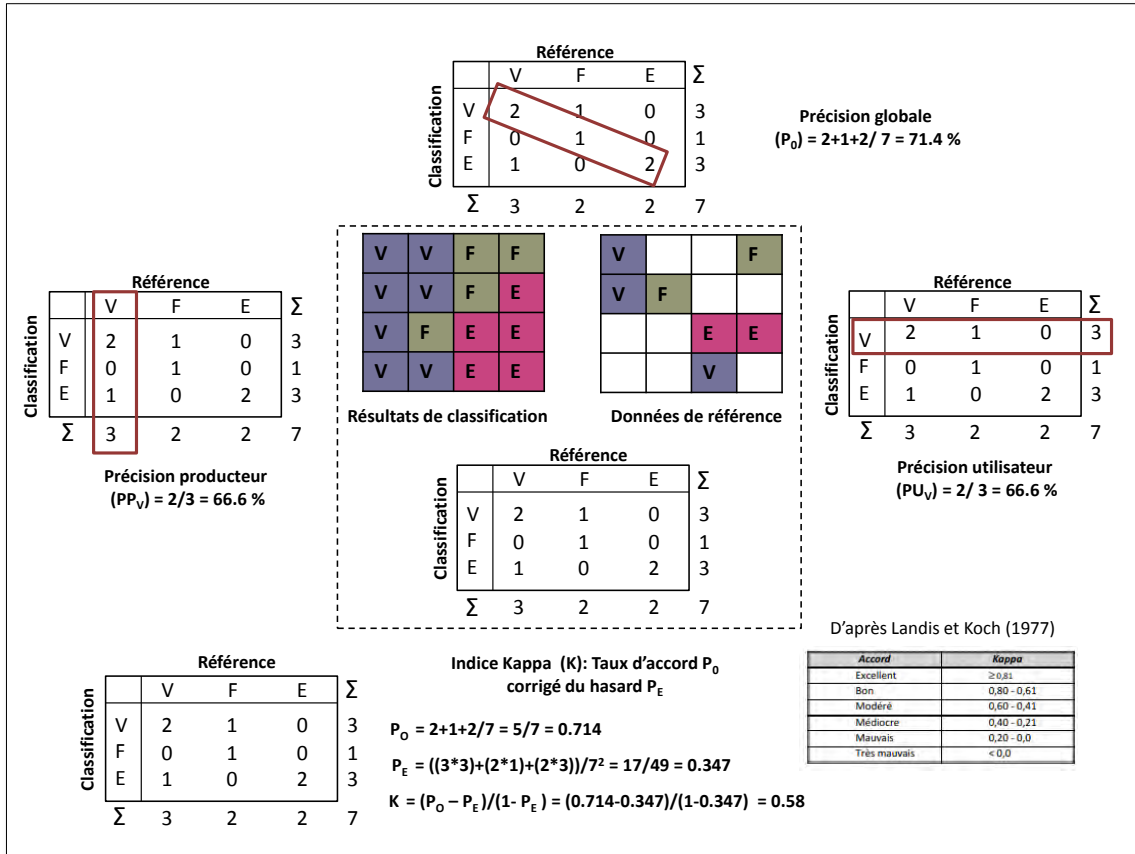 Référence
V F E Σ
Classification
V 2 1 0 3
F 0 1 0 1
E 1 0 2 3
Σ 3 2 2 7
Précision globale
(P0) = 2+1+2/ 7 = 71.4 %
Référence
V F E Σ
Classification
V 2 1 0 3
F 0 1 0 1
E 1 0 2 3
Σ 3 2 2 7
Précision producteur
(PPV) = 2/3 = 66.6 %
V V F F
V V F E
V F E E
V V E E
Résultats de classification
V F
V F
E E
V
Données de référence
Référence
V F E Σ
Classification
V 2 1 0 3
F 0 1 0 1
E 1 0 2 3
Σ 3 2 2 7
Référence
V F E Σ
Classification
V 2 1 0 3
F 0 1 0 1
E 1 0 2 3
Σ 3 2 2 7
Précision utilisateur
(PUV) = 2/ 3 = 66.6 %
Référence
V F E Σ
Classification
V 2 1 0 3
F 0 1 0 1
E 1 0 2 3
Σ 3 2 2 7
Indice Kappa (K): Taux d'accord P0
corrigé du hasard PE
PO = 2+1+2/7 = 5/7 = 0.714
PE = ((3*3)+(2*1)+(2*3))/7² = 17/49 = 0.347
K = (PO – PE)/(1- PE) = (0.714-0.347)/(1-0.347) = 0.58
D'après Landis et Koch (1977)
Accord Kappa
Excellent ≥ 0,81
Bon 0,80 - 0,61
Modéré 0,60 - 0,41
Médiocre 0,40 - 0,21
Mauvais 0,20 - 0,0
Très mauvais < 0,0